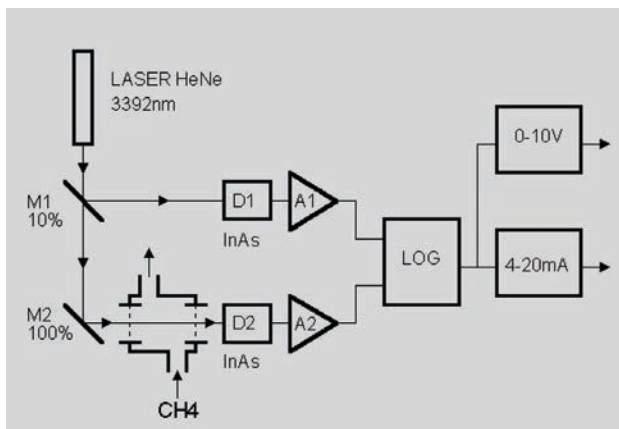 LASER HeNe
3392nm
0-10V
M1
10%
D1
A1
InAs
LOG
4-20mA
M2
100%
D2
A2
InAs
CH4